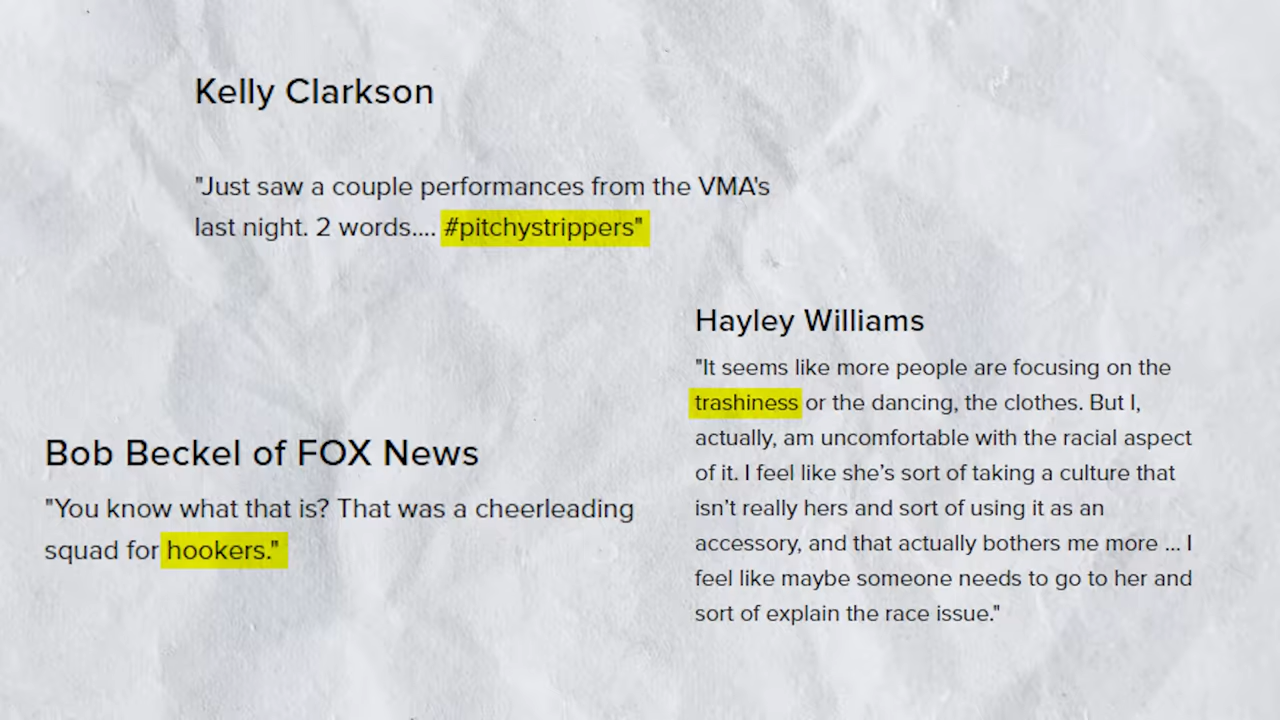 Kelly Clarkson
"Just saw a couple performances from the VMA's
last night. 2 words.... #pitchystrippers"
Hayley Williams
"It seems like more people are focusing on the
trashiness or the dancing, the clothes. But I,
actually, am uncomfortable with the racial aspect
of it. I feel like she’s sort of taking a culture that
isn’t really hers and sort of using it as an
accessory, and that actually bothers me more ... I
feel like maybe someone needs to go to her and
sort of explain the race issue."
Bob Beckel of FOX News
"You know what that is? That was a cheerleading
squad for hookers."